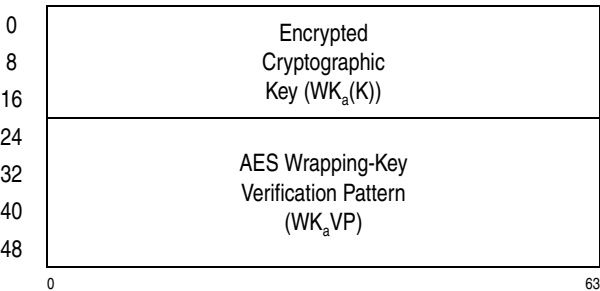 0
8
16
24
32
40
48
Encrypted
Cryptographic
Key (WKa(K))
AES Wrapping-Key
Verification Pattern
(WKaVP)
0 63